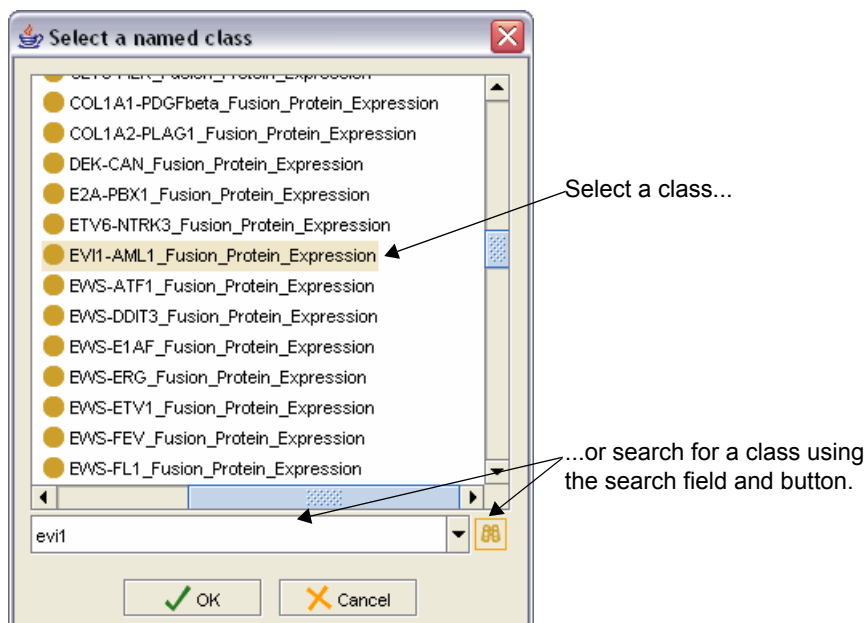 Select a named class
COL1A1-PDGFbeta_Fusion_Protein_Expression
COL1A2-PLAG1_Fusion_Protein_Expression
DEK-CAN_Fusion_Protein_Expression
E2A-PBX1_Fusion_Protein_Expression
Select a class...
ETV6-NTRK3_Fusion_Protein_Expression
EVI1-AML1_Fusion_Protein_Expression
EWS-ATF1_Fusion_Protein_Expression
EWS-DDIT3_Fusion_Protein_Expression
EWS-E1AF_Fusion_Protein_Expression
EWS-ERG_Fusion_Protein_Expression
EWS-ETV1_Fusion_Protein_Expression
EWS-FEV_Fusion_Protein_Expression
EWS-FL1_Fusion_Protein_Expression
...or search for a class using
the search field and button.
evi1
OK
Cancel